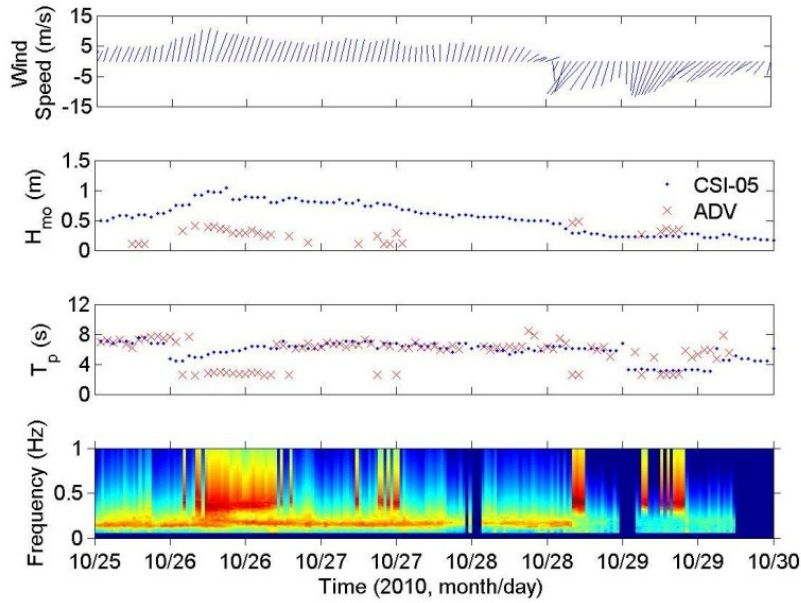 Wind
Speed (m/s)
15
5
-5
-15
H_mo (m)
1.5
1
0.5
0
CSI-05
ADV
T_p (s)
12
8
4
0
Frequency (Hz)
1
0.5
0
10/25 10/26 10/26 10/27 10/27 10/28 10/28 10/29 10/29 10/30
Time (2010, month/day)